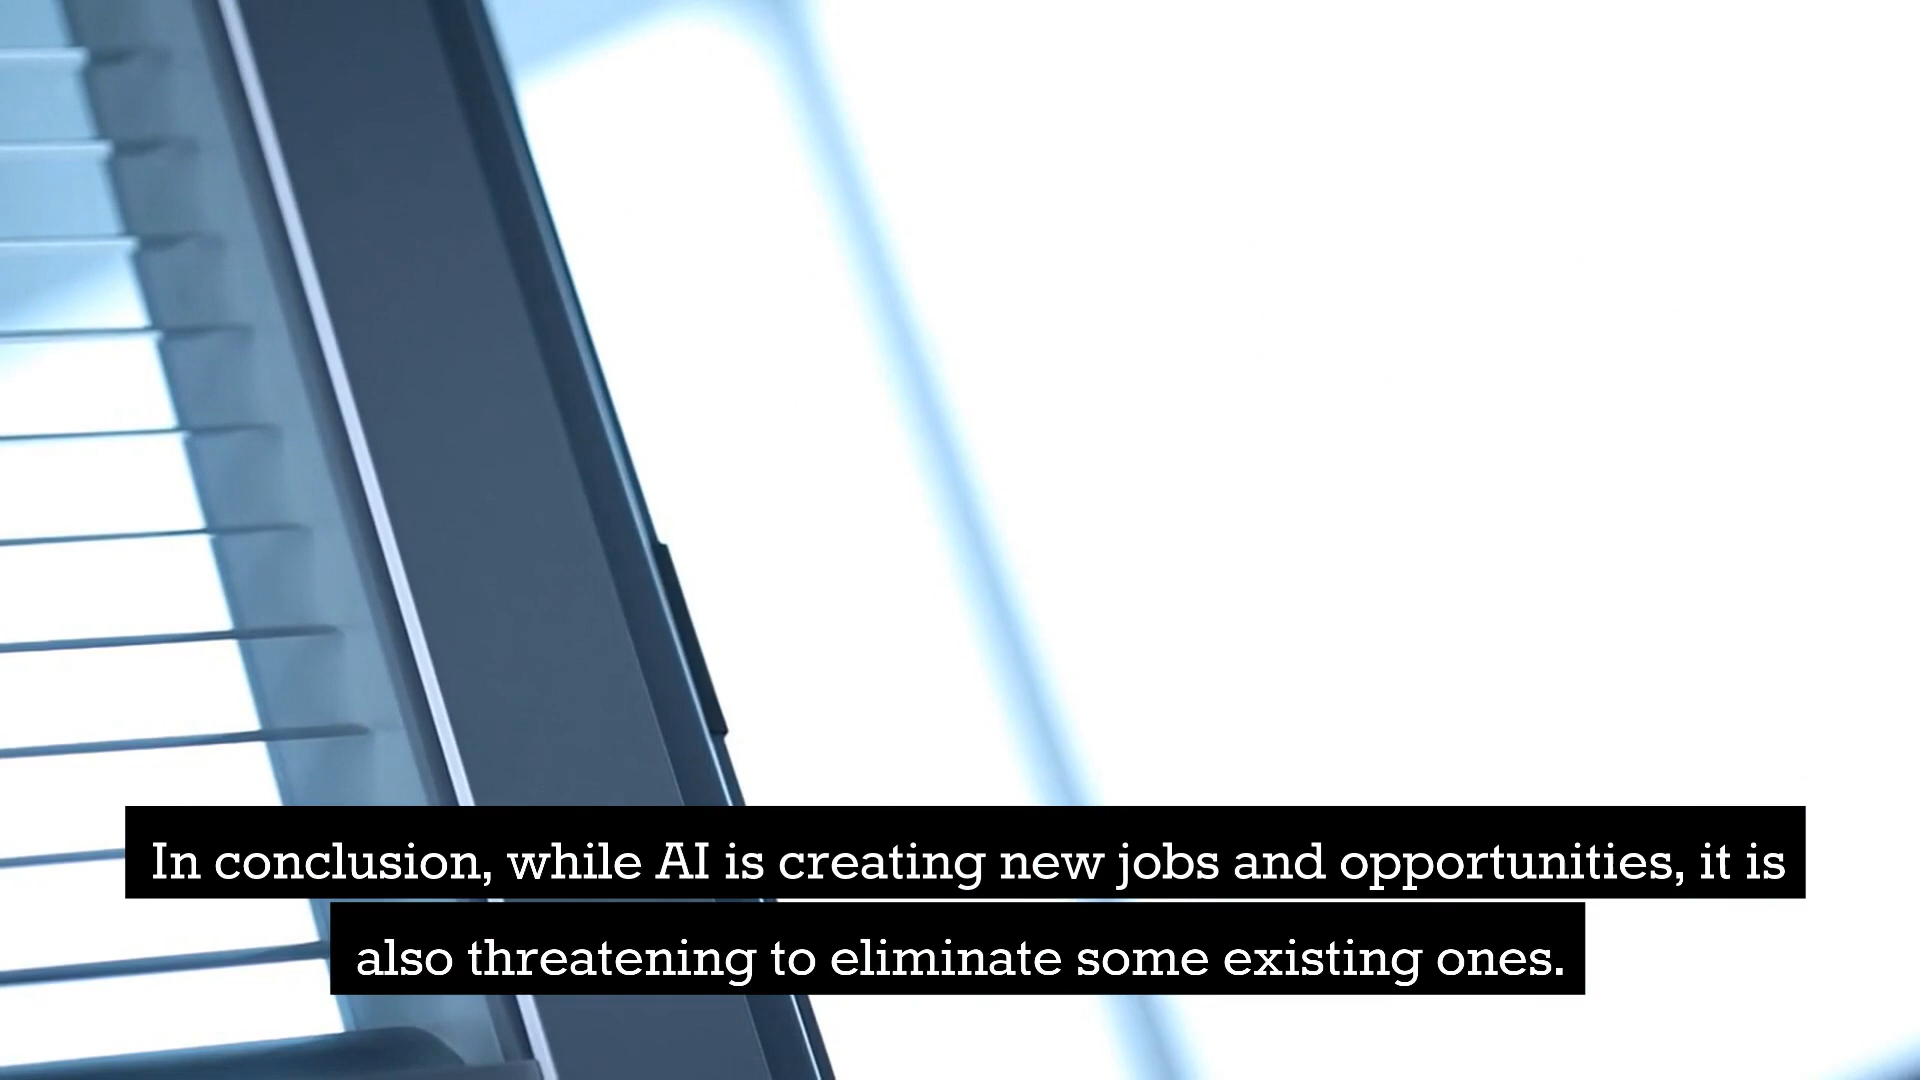 In conclusion, while AI is creating new jobs and opportunities, it is
also threatening to eliminate some existing ones.